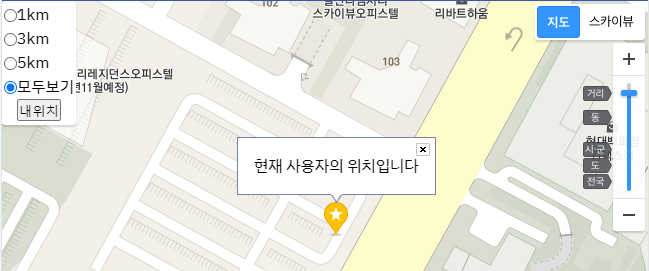 1km
3km
5km
모두보기
내위치
리레지던스오피스텔
년11월예정)
102
스카이뷰오피스텔
리바트하움
103
지도
스카이뷰
현재 사용자의 위치입니다
거리
동
시·군
도
전국